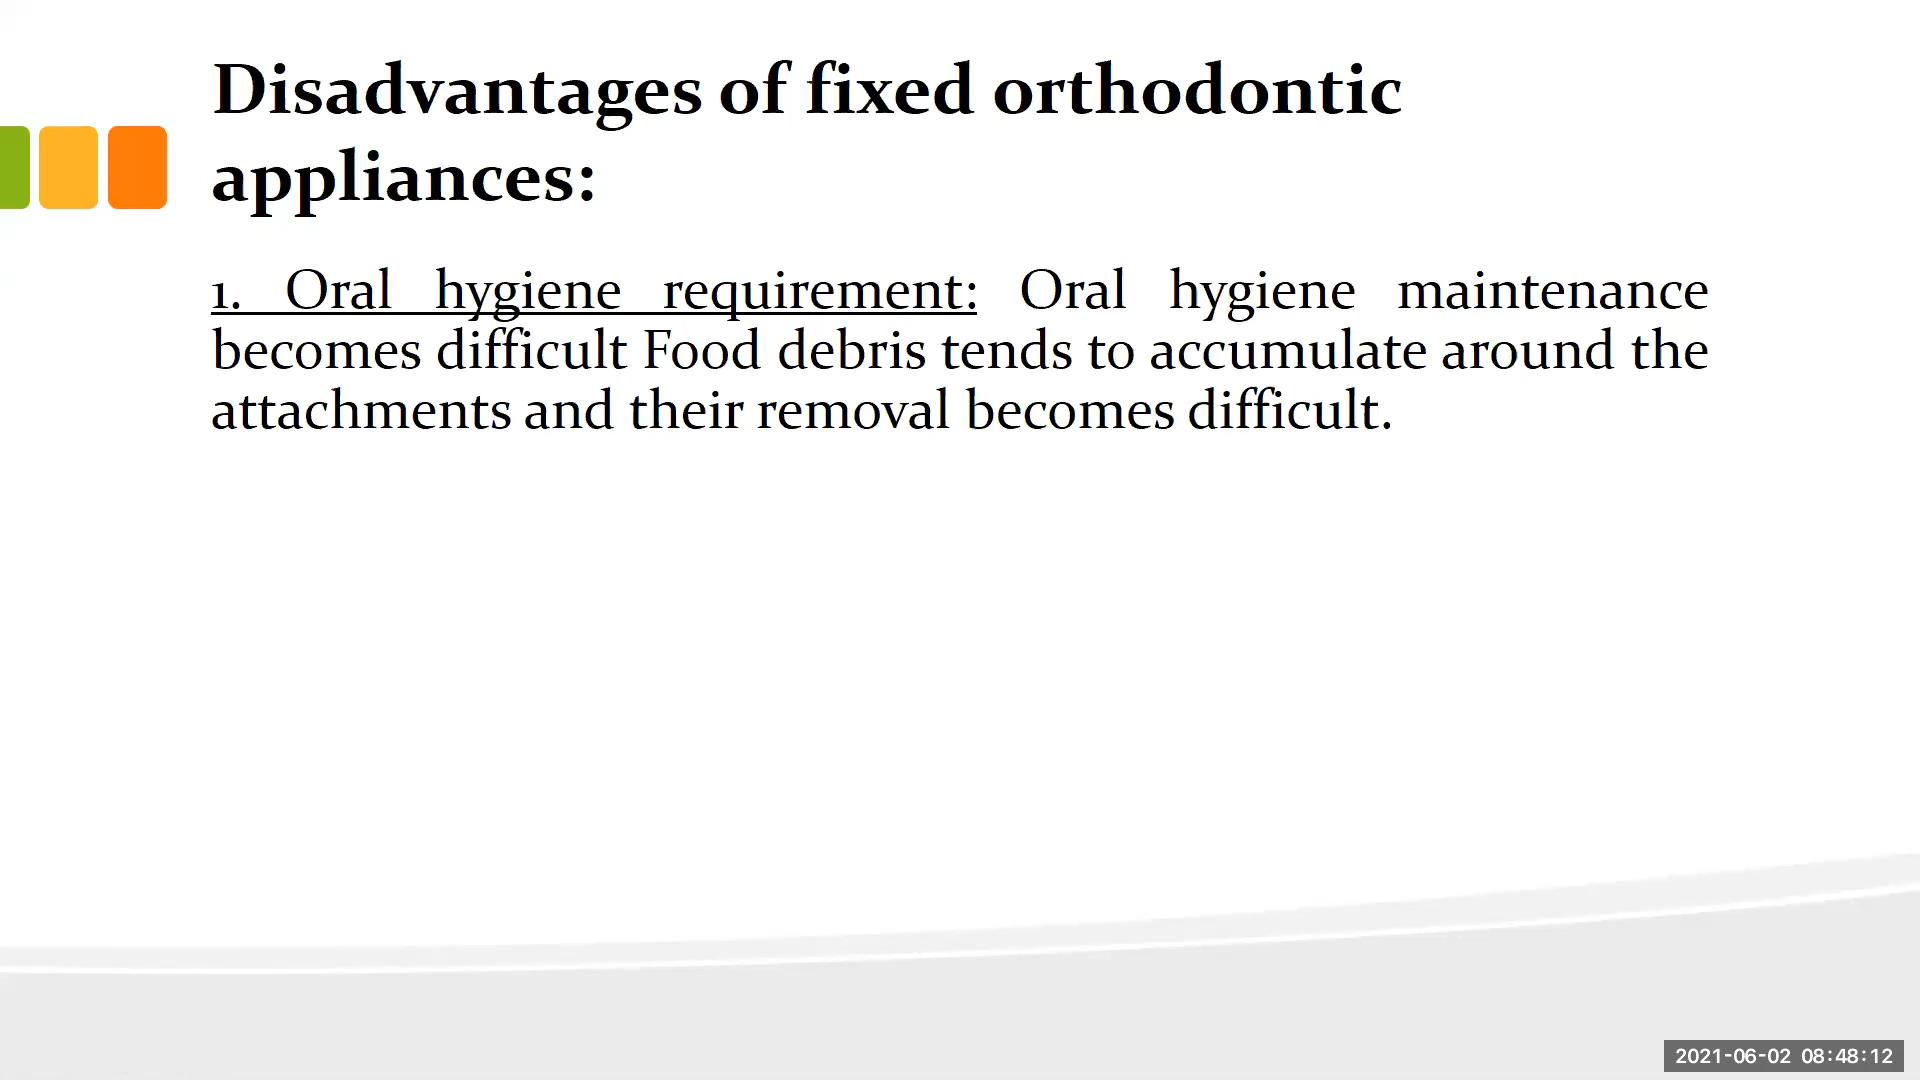 Disadvantages of fixed orthodontic
appliances:
1. Oral hygiene requirement: Oral hygiene maintenance
becomes difficult Food debris tends to accumulate around the
attachments and their removal becomes difficult.
2021-06-02 08:48:12